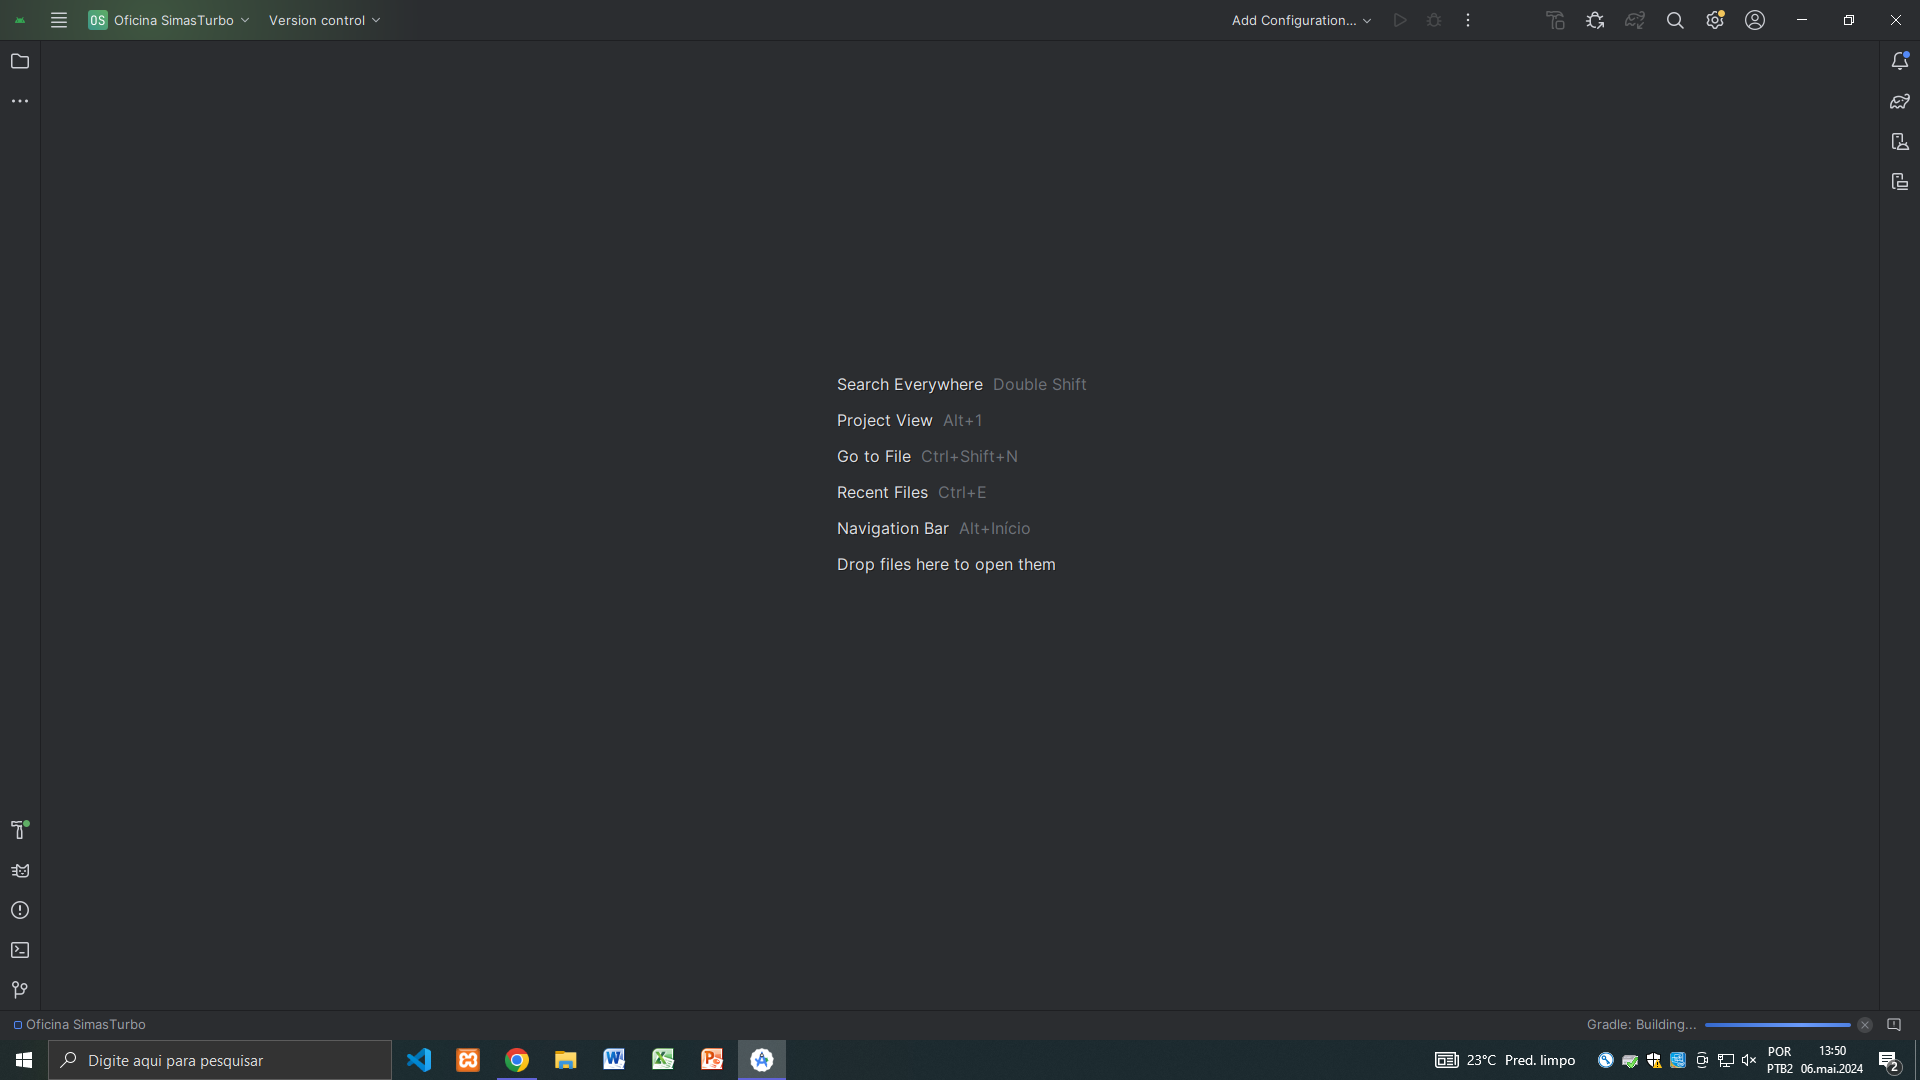 OS Oficina SimasTurbo Version control Add Configuration...
Search Everywhere Double Shift
Project View Alt+1
Go to File Ctrl+Shift+N
Recent Files Ctrl+E
Navigation Bar Alt+Início
Drop files here to open them
Oficina SimasTurbo Gradle: Building...
Digite aqui para pesquisar
23°C Pred. limpo
POR
PTB2
13:50
06.mai.2024
2